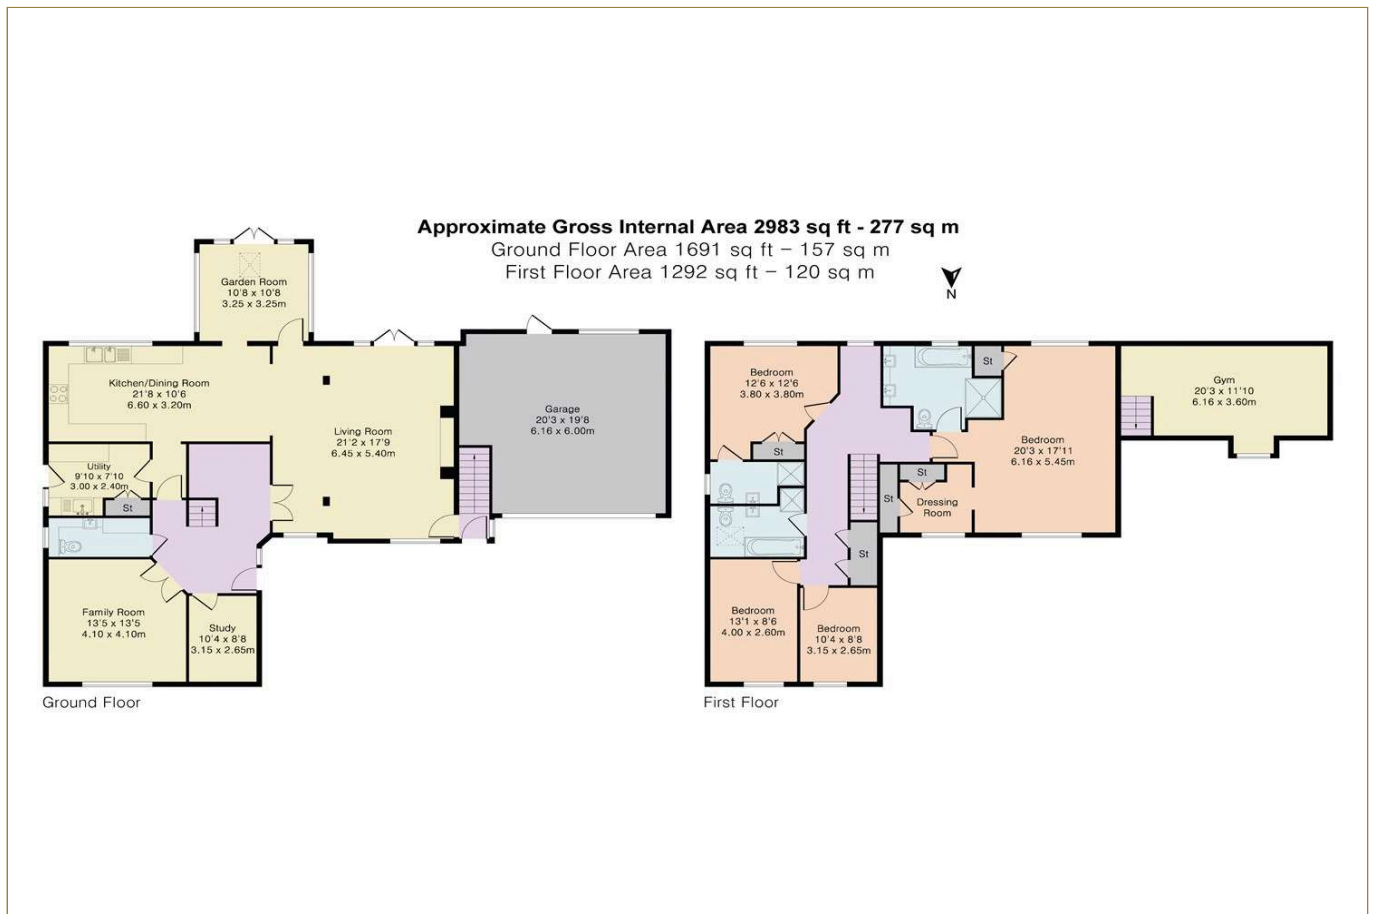 Approximate Gross Internal Area 2983 sq ft - 277 sq m
Ground Floor Area 1691 sq ft – 157 sq m
First Floor Area 1292 sq ft – 120 sq m
N
Garden Room
10'8 x 10'8
3.25 x 3.25m
Kitchen/Dining Room
21'8 x 10'6
6.60 x 3.20m
Living Room
21'2 x 17'9
6.45 x 5.40m
Garage
20'3 x 19'8
6.16 x 6.00m
Utility
9'10 x 7'10
3.00 x 2.40m
St
Family Room
13'5 x 13'5
4.10 x 4.10m
Study
10'4 x 8'8
3.15 x 2.65m
Ground Floor
Bedroom
12'6 x 12'6
3.80 x 3.80m
St
St
Bedroom
20'3 x 17'11
6.16 x 5.45m
Gym
20'3 x 11'10
6.16 x 3.60m
St
St
Dressing
Room
St
Bedroom
13'1 x 8'6
4.00 x 2.60m
Bedroom
10'4 x 8'8
3.15 x 2.65m
First Floor